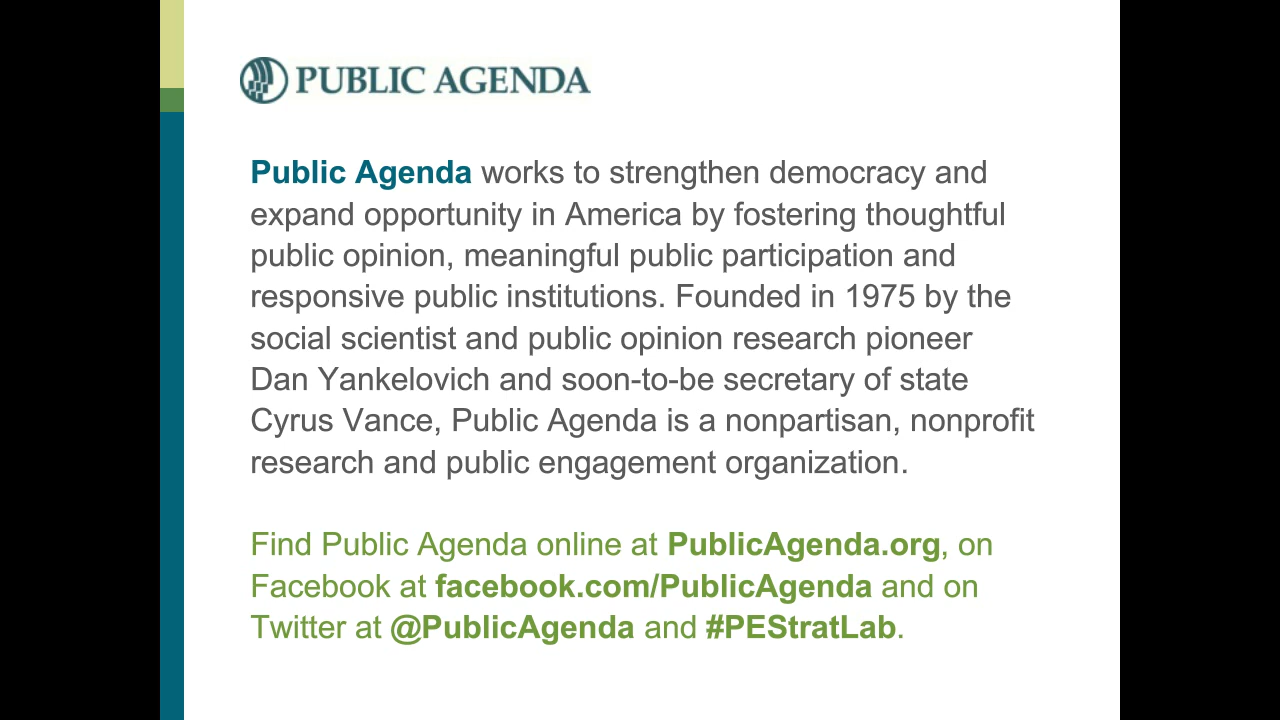 PUBLIC AGENDA
Public Agenda works to strengthen democracy and
expand opportunity in America by fostering thoughtful
public opinion, meaningful public participation and
responsive public institutions. Founded in 1975 by the
social scientist and public opinion research pioneer
Dan Yankelovich and soon-to-be secretary of state
Cyrus Vance, Public Agenda is a nonpartisan, nonprofit
research and public engagement organization.
Find Public Agenda online at PublicAgenda.org, on
Facebook at facebook.com/PublicAgenda and on
Twitter at @PublicAgenda and #PEStratLab.